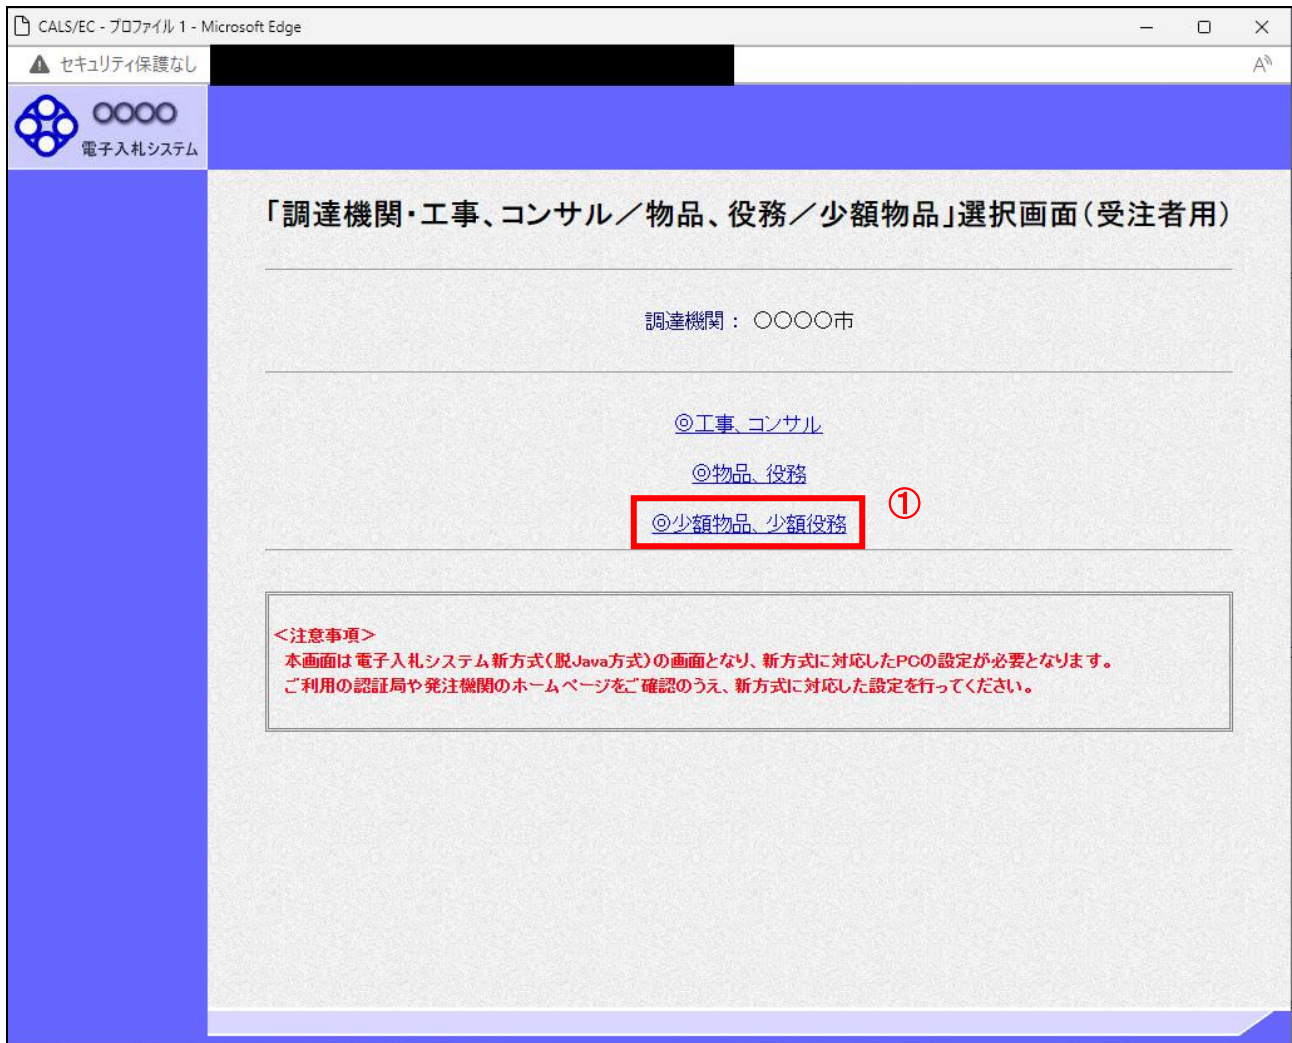 CALS/EC - プロファイル 1 - Microsoft Edge
セキュリティ保護なし
OOOO
電子入札システム
「調達機関・工事、コンサル／物品、役務／少額物品」選択画面（受注者用）
調達機関： ○○○○市
◎工事、コンサル
◎物品、役務
◎少額物品、少額役務
①
＜注意事項＞
本画面は電子入札システム新方式（脱Java方式）の画面となり、新方式に対応したPCの設定が必要となります。
ご利用の認証局や発注機関のホームページをご確認のうえ、新方式に対応した設定を行ってください。